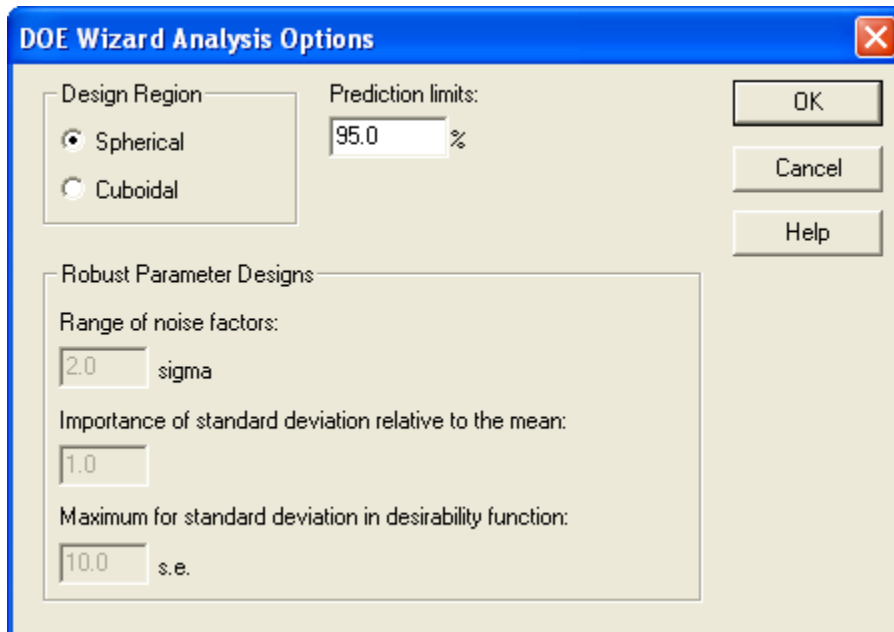 DOE Wizard Analysis Options
Design Region
Spherical
Cuboidal
Prediction limits:
95.0 %
OK
Cancel
Help
Robust Parameter Designs
Range of noise factors:
2.0 sigma
Importance of standard deviation relative to the mean:
1.0
Maximum for standard deviation in desirability function:
10.0 s.e.